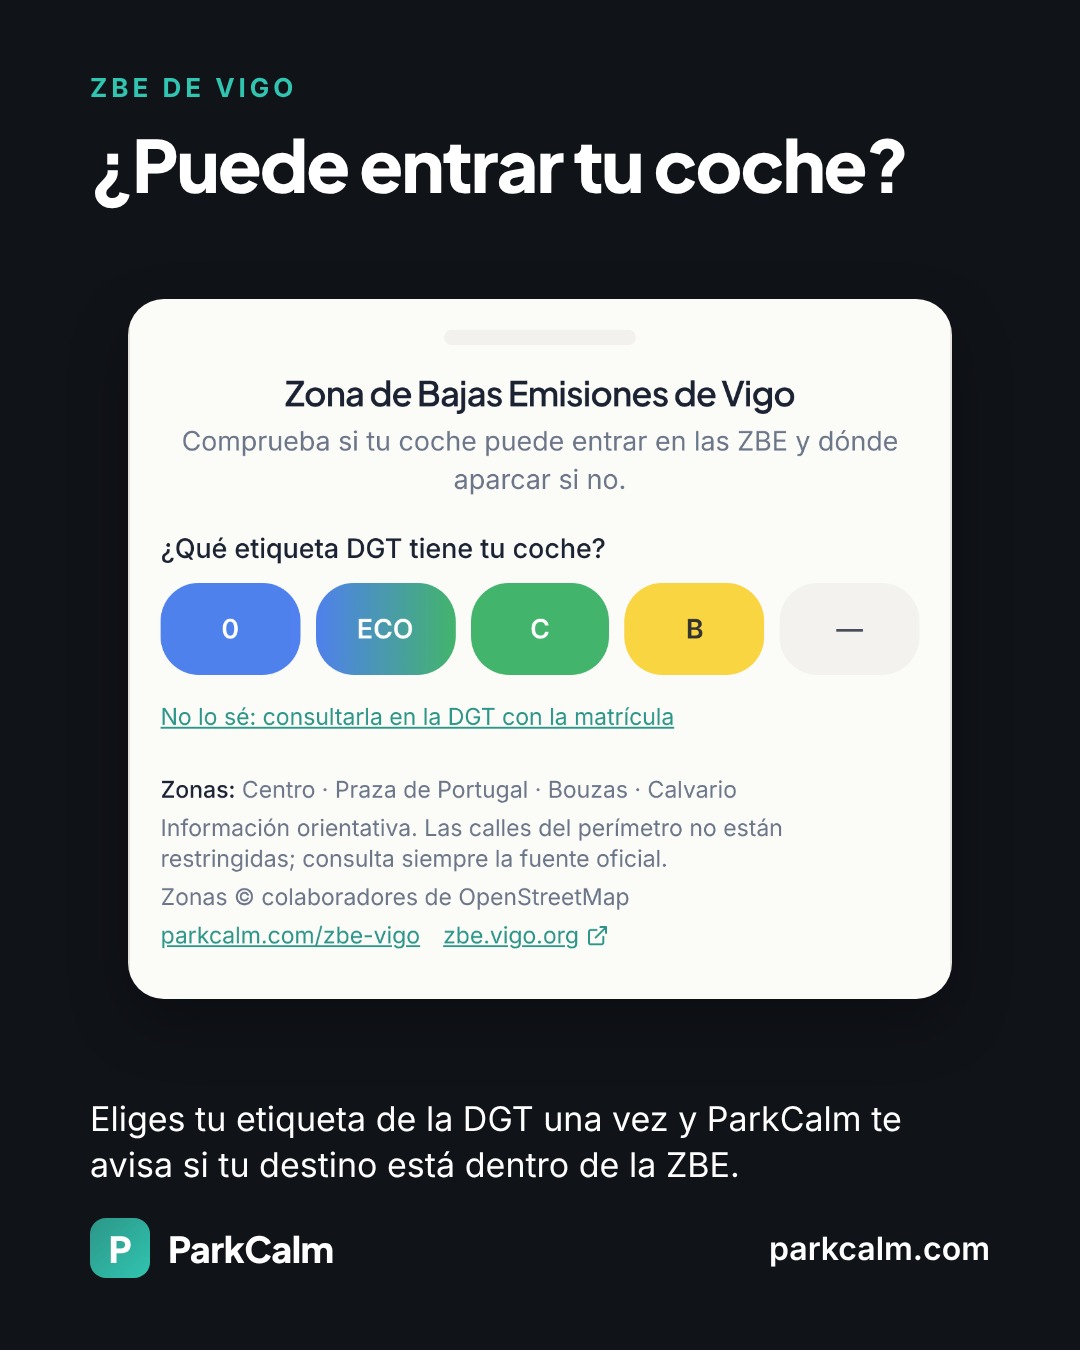 ZBE DE VIGO
¿Puede entrar tu coche?
Zona de Bajas Emisiones de Vigo
Comprueba si tu coche puede entrar en las ZBE y dónde
aparcar si no.
¿Qué etiqueta DGT tiene tu coche?
0 ECO C B —
No lo sé: consultarla en la DGT con la matrícula
Zonas: Centro · Praza de Portugal · Bouzas · Calvario
Información orientativa. Las calles del perímetro no están
restringidas; consulta siempre la fuente oficial.
Zonas © colaboradores de OpenStreetMap
parkcalm.com/zbe-vigo zbe.vigo.org
Eliges tu etiqueta de la DGT una vez y ParkCalm te
avisa si tu destino está dentro de la ZBE.
P ParkCalm parkcalm.com